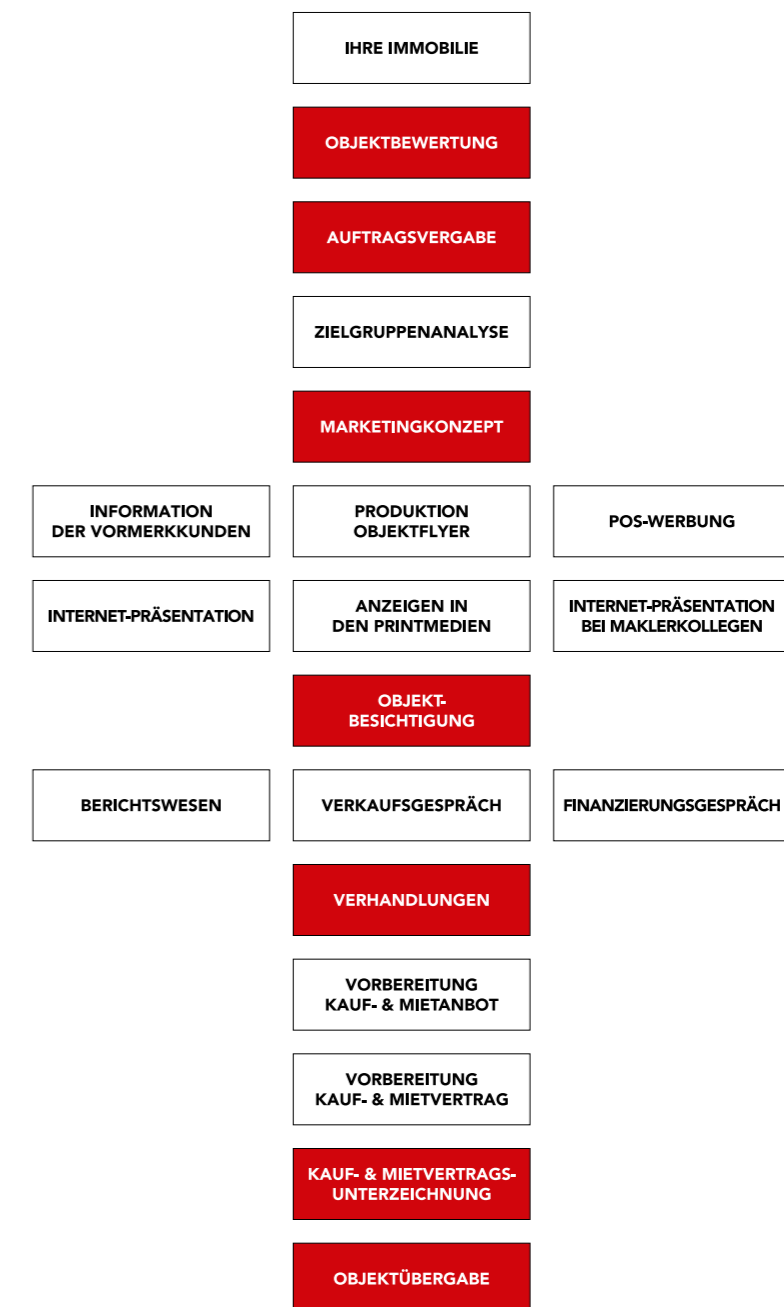 IHRE IMMOBILIE
OBJEKTBEWERTUNG
AUFTRAGSVERGABE
ZIELGRUPPENANALYSE
MARKETINGKONZEPT
INFORMATION
DER VORMERKKUNDEN
PRODUKTION
OBJEKTFLYER
POS-WERBUNG
INTERNET-PRÄSENTATION
ANZEIGEN IN
DEN PRINTMEDIEN
INTERNET-PRÄSENTATION
BEI MAKLERKOLLEGEN
OBJEKT-
BESICHTIGUNG
BERICHTSWESEN
VERKAUFSGESPRÄCH
FINANZIERUNGSGESPRÄCH
VERHANDLUNGEN
VORBEREITUNG
KAUF- & MIETANBOT
VORBEREITUNG
KAUF- & MIETVERTRAG
KAUF- & MIETVERTRAGS-
UNTERZEICHNUNG
OBJEKTÜBERGABE